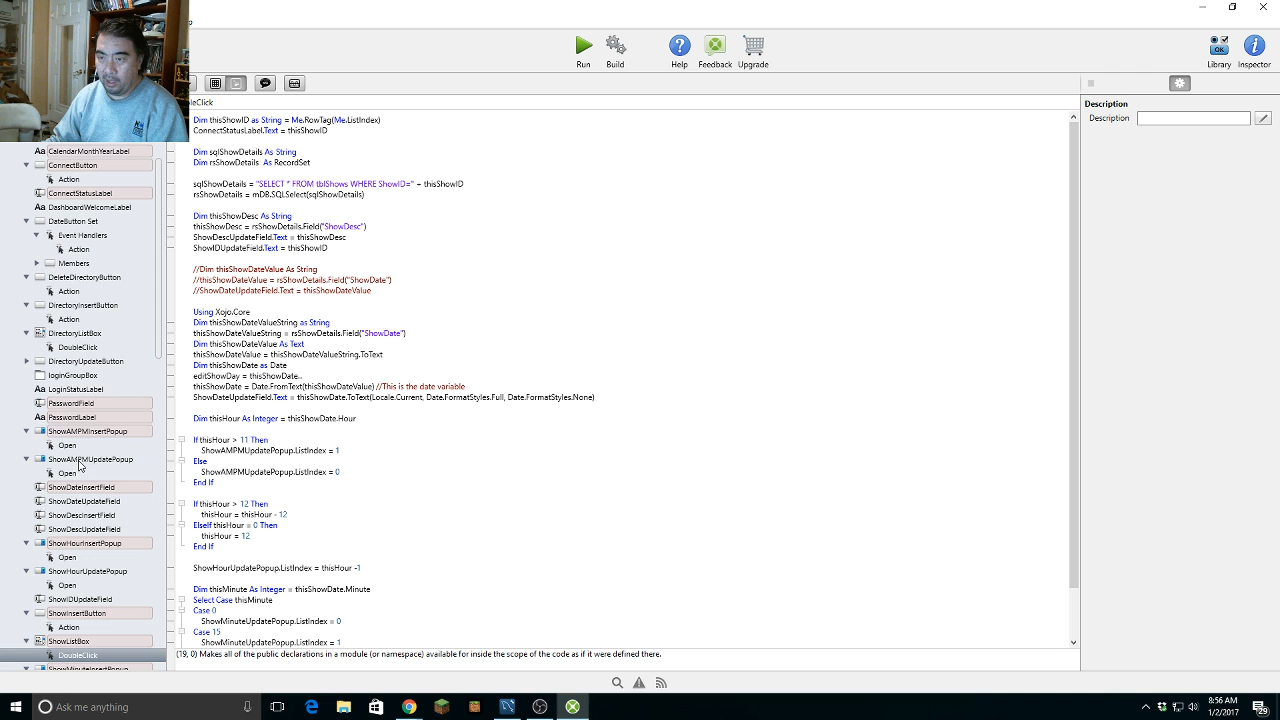 Run
Build
Help
Feedback
Upgrade
OK
Library
Inspector
DoubleClick
Description
Description
CalendarMonthYearLabel
ConnectButton
Action
ConnectStatusLabel
DashboardWelcomeLabel
DateButton Set
Event Handlers
Action
Members
DeleteDirectoryButton
Action
DirectoryInsertButton
Action
DirectoryListBox
DoubleClick
DirectoryUpdateButton
loginGroupBox
LoginStatusLabel
PasswordField
PasswordLabel
ShowAMPMInsertPopup
Open
ShowAMPMUpdatePopup
Open
ShowDateInsertField
ShowDateUpdateField
ShowDescInsertField
ShowDescUpdateField
ShowHourInsertPopup
Open
ShowHourUpdatePopup
Open
ShowIDUpdateField
ShowInsertButton
Action
ShowListBox
DoubleClick
ShowMinuteInsertPopup
Dim thisShowID as String = Me.RowTag(Me.ListIndex)
ConnectStatusLabel.Text = thisShowID
Dim sqlShowDetails as String
Dim rsShowDetails As RecordSet
sqlShowDetails = "SELECT * FROM tblShows WHERE ShowID=" + thisShowID
rsShowDetails = mDB.SQLSelect(sqlShowDetails)
Dim thisShowDesc As String
thisShowDesc = rsShowDetails.Field("ShowDesc")
ShowDescUpdateField.Text = thisShowDesc
ShowIDUpdateField.Text = thisShowID
//Dim thisShowDateValue As String
//thisShowDateValue = rsShowDetails.Field("ShowDate")
//ShowDateUpdateField.Text = thisShowDateValue
Using Xojo.Core
Dim thisShowDateValueString as String
thisShowDateValueString = rsShowDetails.Field("ShowDate")
Dim thisShowDateValue As Text
thisShowDateValue = thisShowDateValueString.ToText
Dim thisShowDate as Date
editShowDay = thisShowDate...
thisShowDate = Date.FromText(thisShowDateValue) //This is the date variable
ShowDateUpdateField.Text = thisShowDate.ToText(Locale.Current, Date.FormatStyles.Full, Date.FormatStyles.None)
Dim thisHour As Integer = thisShowDate.Hour
If thisHour > 11 Then
ShowAMPMUpdatePopup.ListIndex = 1
Else
ShowAMPMUpdatePopup.ListIndex = 0
End If
If thisHour > 12 Then
thisHour = thisHour - 12
ElseIf thisHour = 0 Then
thisHour = 12
End If
ShowHourUpdatePopup.ListIndex = thisHour -1
Dim thisMinute As Integer = thisShowDate.Minute
Select Case thisMinute
Case 0
ShowMinuteUpdatePopup.ListIndex = 0
Case 15
ShowMinuteUpdatePopup.ListIndex = 1
(19, 0) Makes all of the public declarations in a module (or namespace) available for inside the scope of the code as if it were defined there.
Ask me anything
8:56 AM
1/2/2017